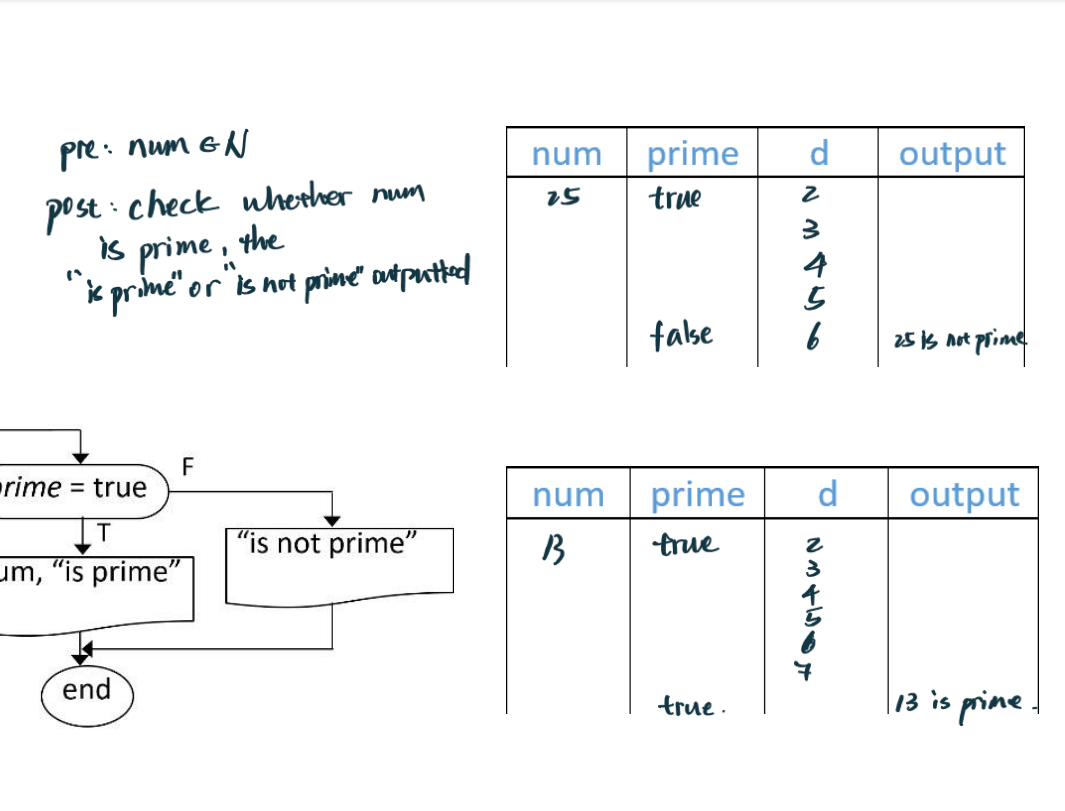 pre: num ∈ N
post: check whether num
is prime, the
"is prime" or "is not prime" outputted
num prime d output
25 true 2
3
4
5
false 6 25 is not prime
rime = true
F
T
um, "is prime"
"is not prime"
end
num prime d output
13 true 2
3
4
5
6
7
true. 13 is prime.